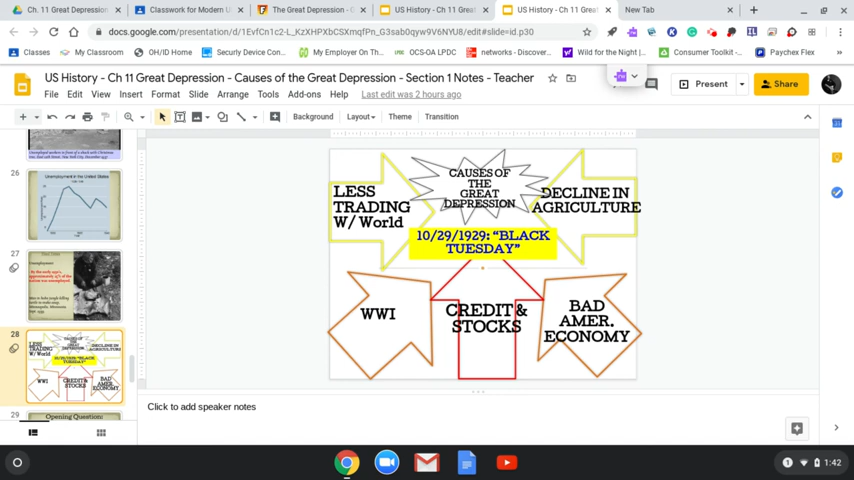 Ch. 11 Great Depression -
Classwork for Modern U
The Great Depression - C
US History - Ch 11 Great
US History - Ch 11 Great
New Tab
docs.google.com/presentation/d/1EvfCn1c2-L_KzXHPXbCSXmqfPn_G3sab0qyw9V6NYU8/edit#slide=id.p30
Classes
My Classroom
OH/ID Home
Security Device Con...
My Employer On Th...
OCS-OA LPDC
networks - Discover...
Wild for the Night |...
Consumer Toolkit -...
Paychex Flex
US History - Ch 11 Great Depression - Causes of the Great Depression - Section 1 Notes - Teacher
Present
Share
File Edit View Insert Format Slide Arrange Tools Add-ons Help Last edit was 2 hours ago
Background Layout Theme Transition
26
Unemployment in the United States
27
Unemployment
28
29
Opening Question:
CAUSES OF
THE
GREAT
DEPRESSION
LESS
TRADING
W/ World
DECLINE IN
AGRICULTURE
10/29/1929: “BLACK
TUESDAY”
WWI
CREDIT &
STOCKS
BAD
AMER.
ECONOMY
Click to add speaker notes
1
1:42